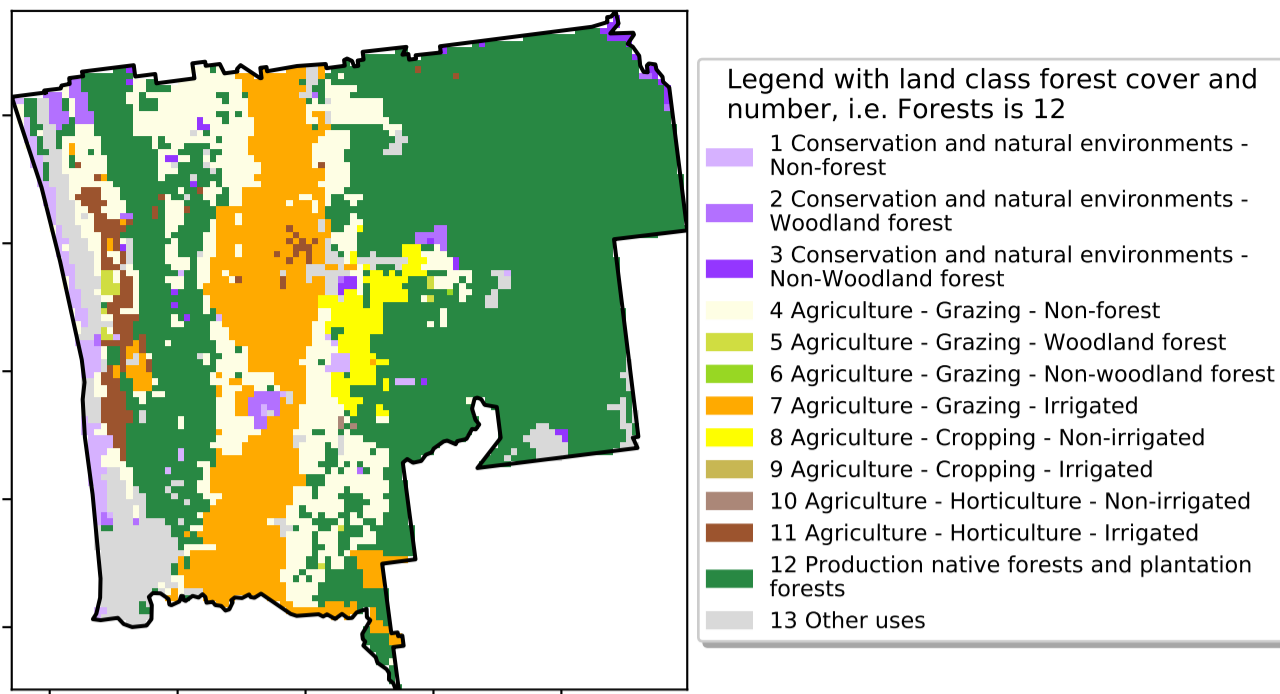 Legend with land class forest cover and
number, i.e. Forests is 12
1 Conservation and natural environments -
Non-forest
2 Conservation and natural environments -
Woodland forest
3 Conservation and natural environments -
Non-Woodland forest
4 Agriculture - Grazing - Non-forest
5 Agriculture - Grazing - Woodland forest
6 Agriculture - Grazing - Non-woodland forest
7 Agriculture - Grazing - Irrigated
8 Agriculture - Cropping - Non-irrigated
9 Agriculture - Cropping - Irrigated
10 Agriculture - Horticulture - Non-irrigated
11 Agriculture - Horticulture - Irrigated
12 Production native forests and plantation
forests
13 Other uses